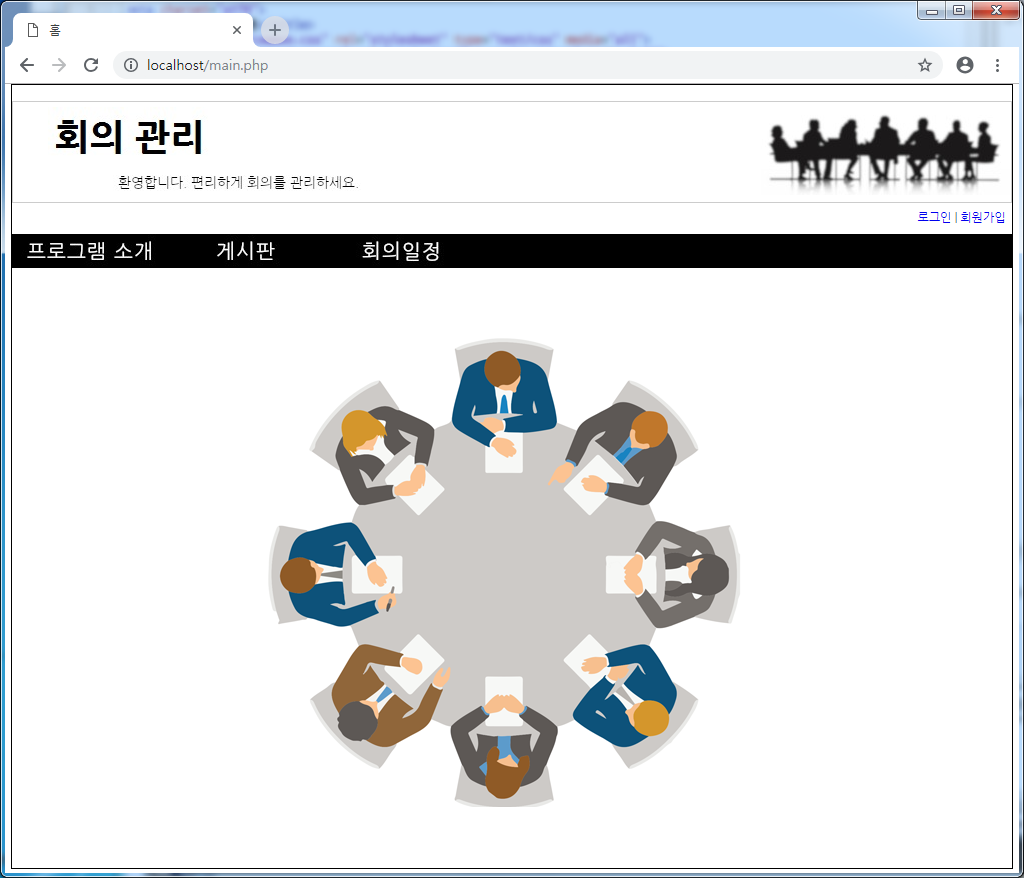 홈
localhost/main.php
회의 관리
환영합니다. 편리하게 회의를 관리하세요.
로그인 | 회원가입
프로그램 소개 게시판 회의일정